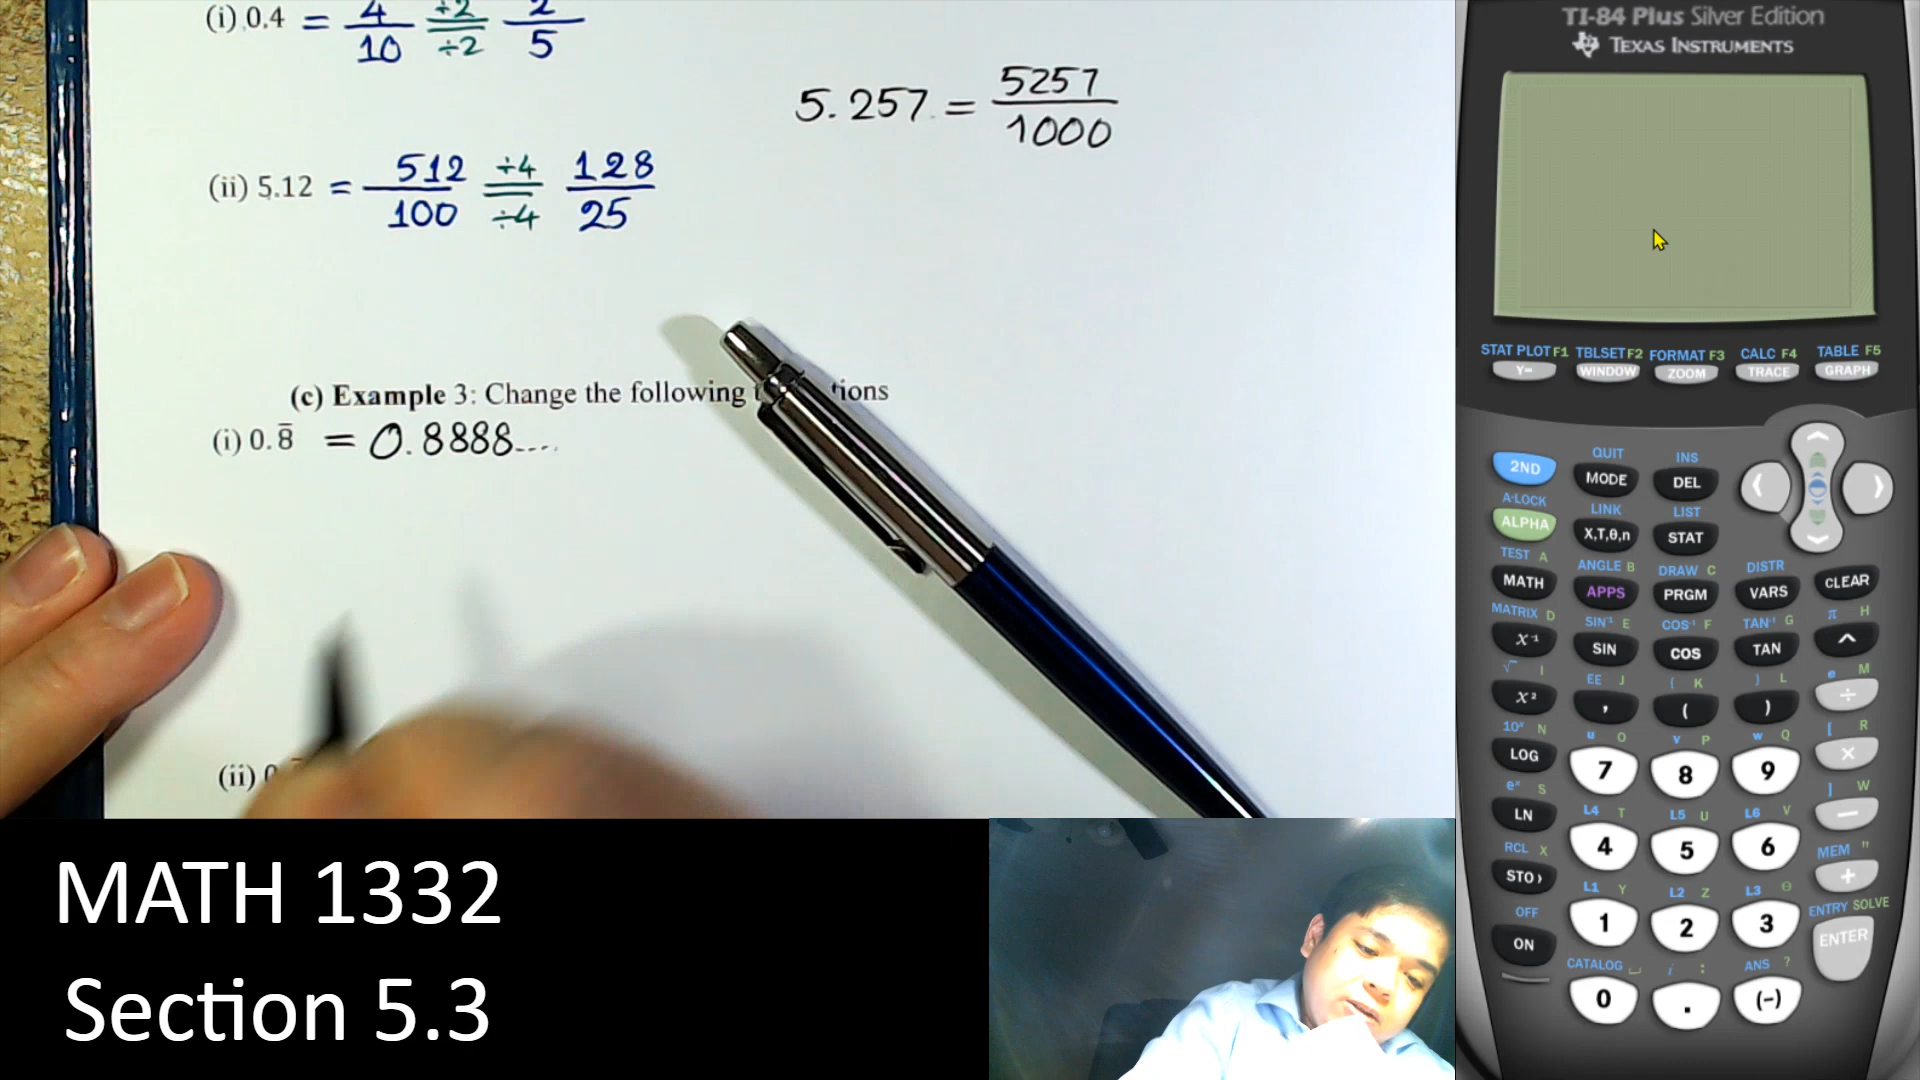 (i) 0.4 = 4/10 ÷2/÷2 = 2/5
5.257 = 5257/1000
(ii) 5.12 = 512/100 ÷4/÷4 = 128/25
(c) Example 3: Change the following
(i) 0.8̅ = 0.8888....
(ii)
MATH 1332
Section 5.3
TI-84 Plus Silver Edition
TEXAS INSTRUMENTS
STAT PLOT F1 TBLSET F2 FORMAT F3 CALC F4 TABLE F5
Y= WINDOW ZOOM TRACE GRAPH
QUIT INS
2ND MODE DEL
A-LOCK LINK LIST
ALPHA X,T,θ,n STAT
TEST A ANGLE B DRAW C DISTR
MATH APPS PRGM VARS CLEAR
MATRIX D SIN⁻¹ E COS⁻¹ F TAN⁻¹ G π H
x⁻¹ SIN COS TAN ^
√ I EE J { K } L e M
x² , ( ) ÷
10ˣ N u O v P w Q [ R
LOG 7 8 9 ×
eˣ S L4 T L5 U L6 V ] W
LN 4 5 6 −
RCL X L1 Y L2 Z L3 θ MEM "
STO› 1 2 3 +
OFF CATALOG ⎵ i : ANS ? ENTRY SOLVE
ON 0 . (−) ENTER